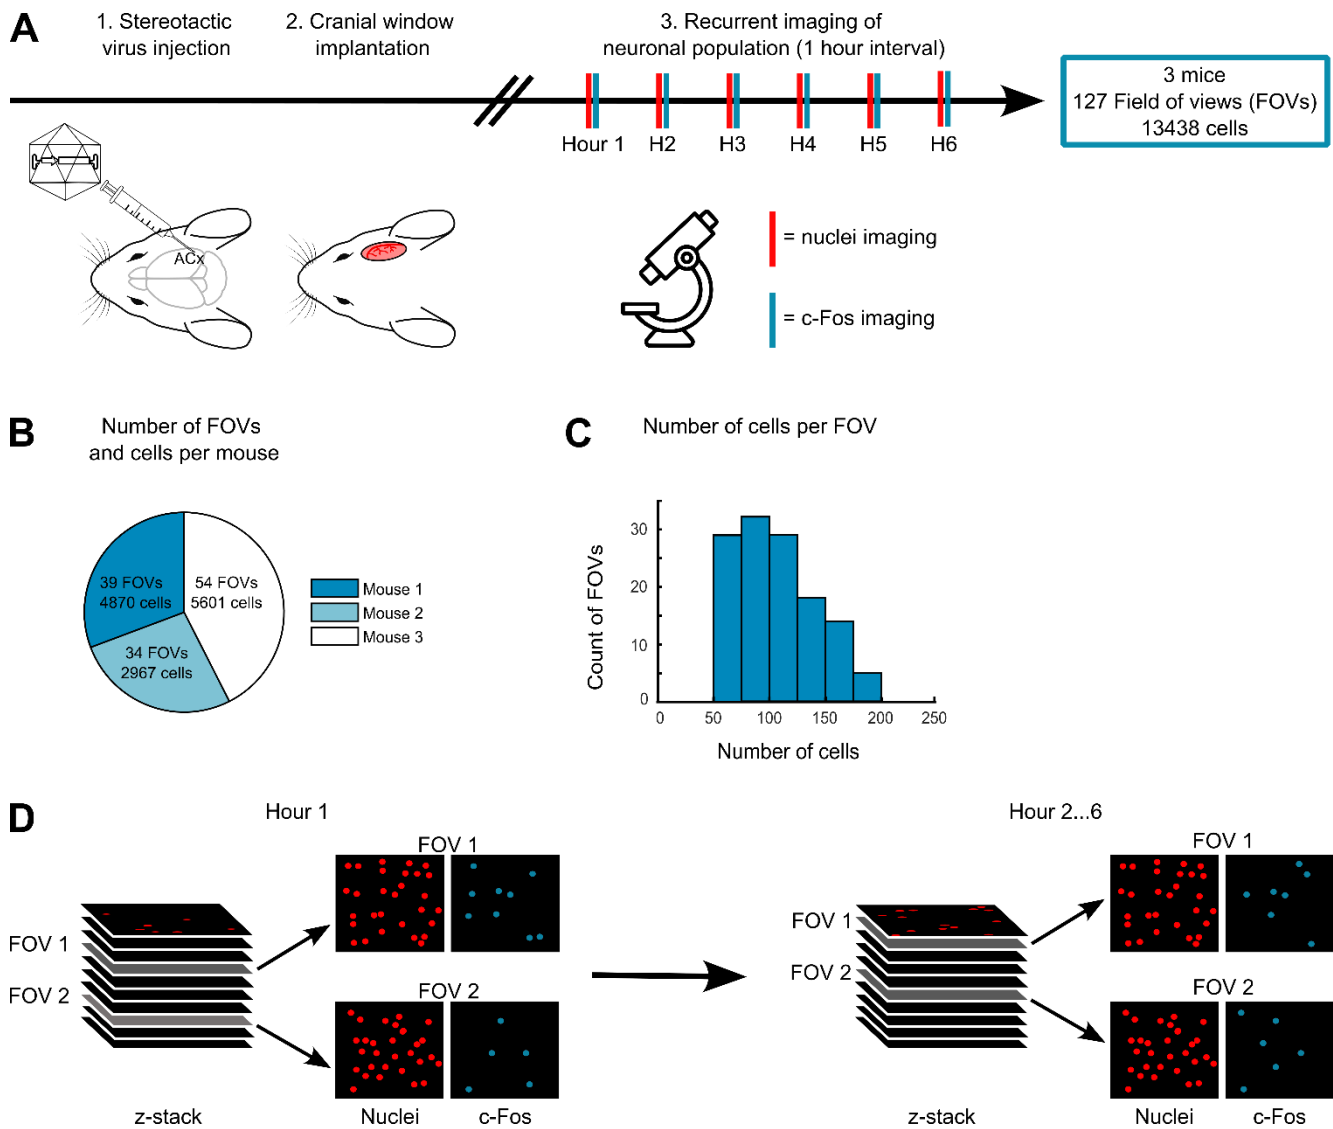 A
1. Stereotactic
virus injection
2. Cranial window
implantation
3. Recurrent imaging of
neuronal population (1 hour interval)
3 mice
127 Field of views (FOVs)
13438 cells
Hour 1
H2
H3
H4
H5
H6
ACx
= nuclei imaging
= c-Fos imaging
B
Number of FOVs
and cells per mouse
39 FOVs
4870 cells
54 FOVs
5601 cells
34 FOVs
2967 cells
Mouse 1
Mouse 2
Mouse 3
C
Number of cells per FOV
Count of FOVs
30
20
10
0
0
50
100
150
200
250
Number of cells
D
Hour 1
FOV 1
FOV 1
FOV 2
FOV 2
z-stack
Nuclei
c-Fos
Hour 2...6
FOV 1
FOV 1
FOV 2
FOV 2
z-stack
Nuclei
c-Fos